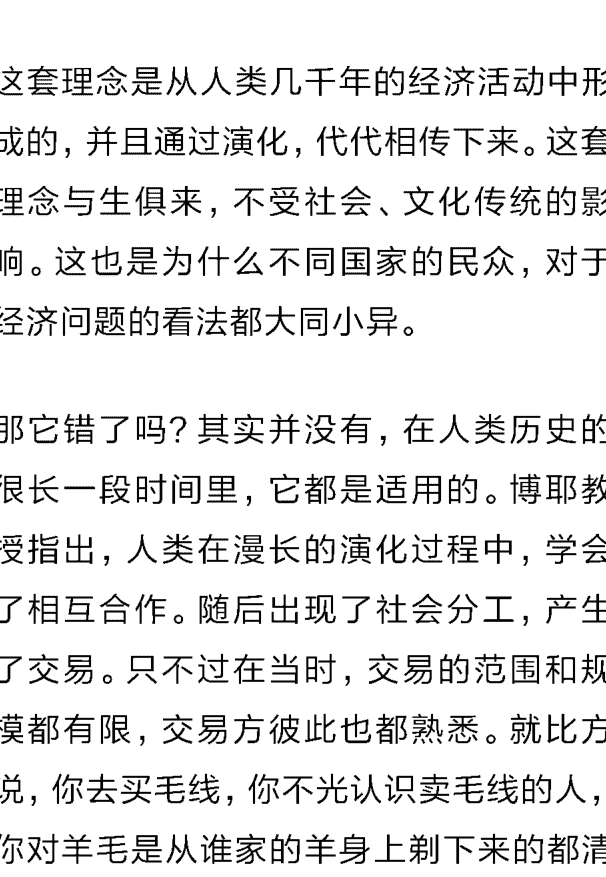 这套理念是从人类几千年的经济活动中形
成的，并且通过演化，代代相传下来。这套
理念与生俱来，不受社会、文化传统的影
响。这也是为什么不同国家的民众，对于
经济问题的看法都大同小异。
那它错了吗？其实并没有，在人类历史的
很长一段时间里，它都是适用的。博耶教
授指出，人类在漫长的演化过程中，学会
了相互合作。随后出现了社会分工，产生
了交易。只不过在当时，交易的范围和规
模都有限，交易方彼此也都熟悉。就比方
说，你去买毛线，你不光认识卖毛线的人，
你对羊毛是从谁家的羊身上剃下来的都清